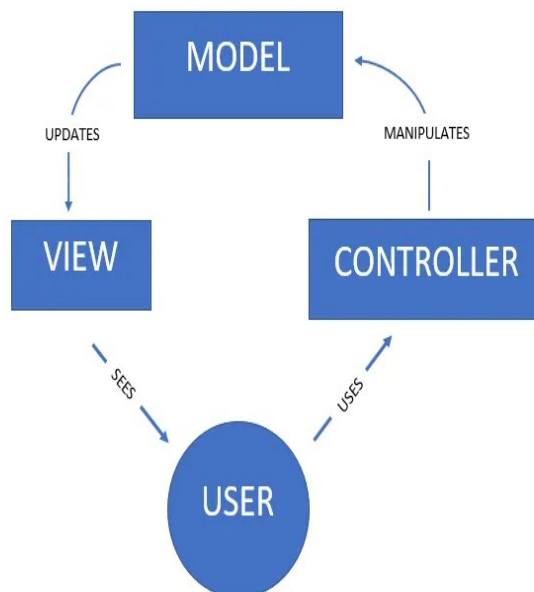 MODEL
UPDATES
MANIPULATES
VIEW
CONTROLLER
SEES
USES
USER